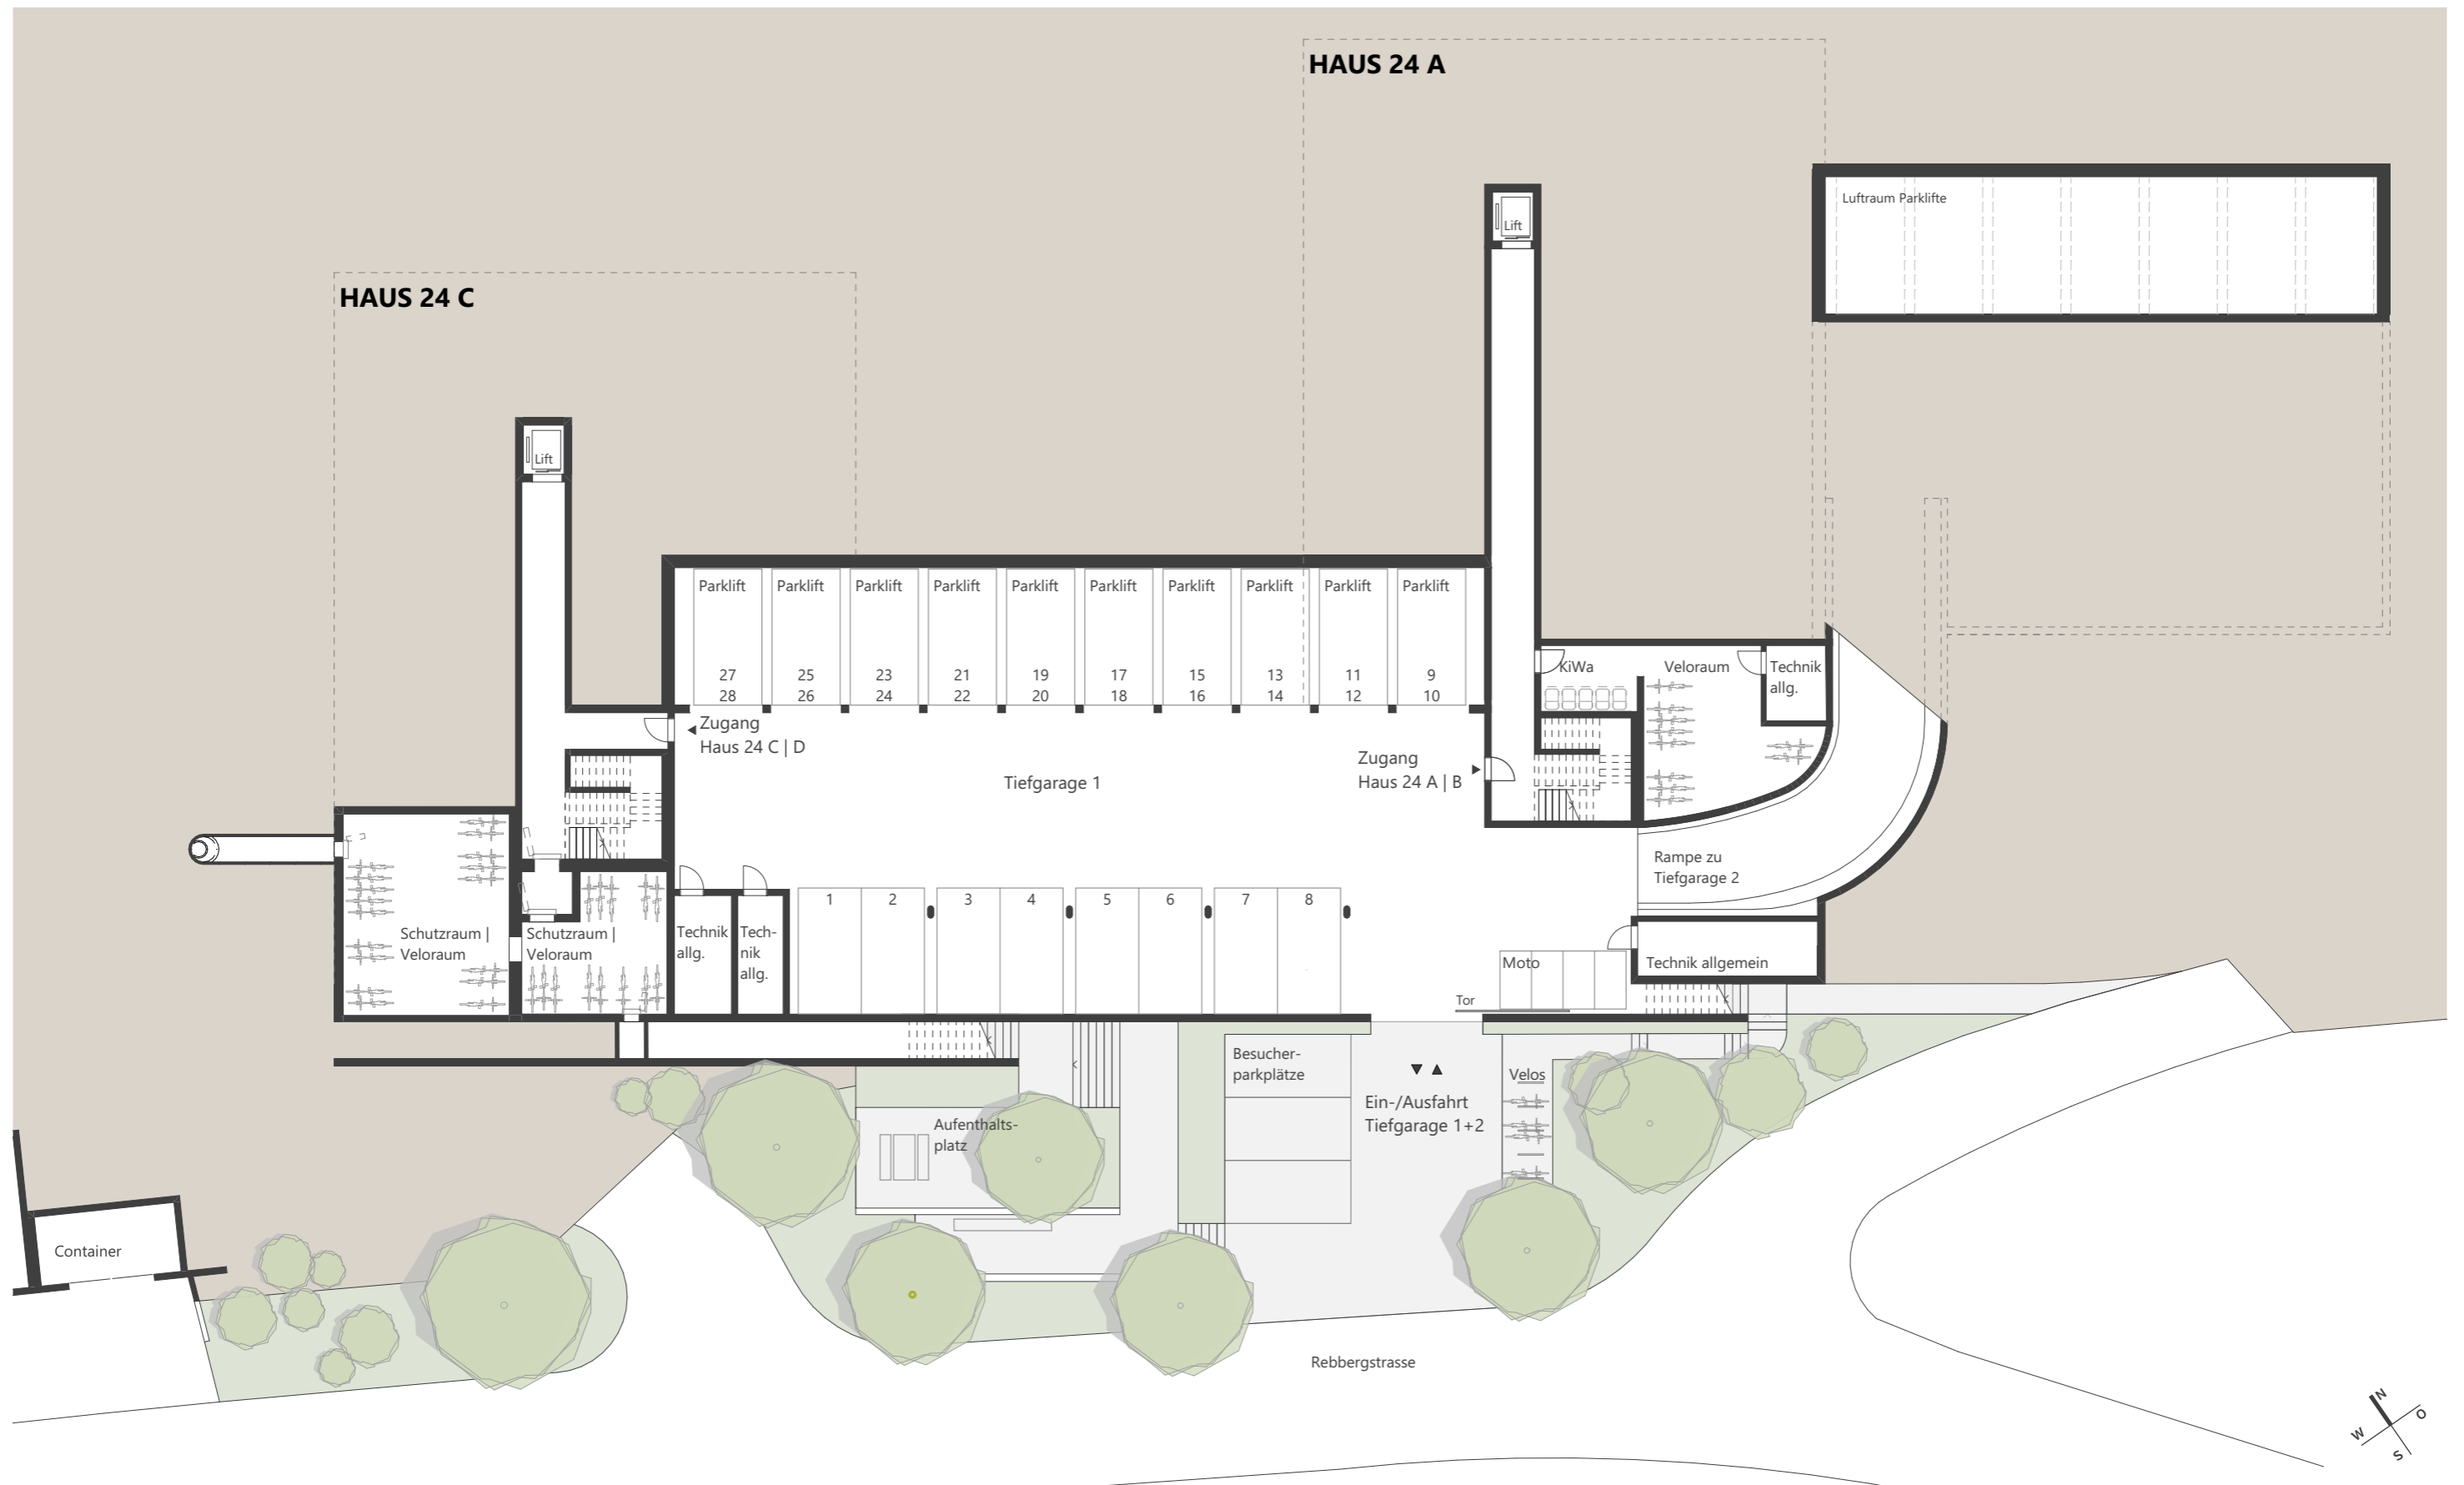 HAUS 24 A
Luftraum Parklifte
Lift
HAUS 24 C
Lift
Parklift
Parklift
Parklift
Parklift
Parklift
Parklift
Parklift
Parklift
Parklift
Parklift
27
28
25
26
23
24
21
22
19
20
17
18
15
16
13
14
11
12
9
10
KiWa
Veloraum
Technik
allg.
Zugang
Haus 24 C | D
Zugang
Haus 24 A | B
Tiefgarage 1
Rampe zu
Tiefgarage 2
1
2
3
4
5
6
7
8
Schutzraum |
Veloraum
Schutzraum |
Veloraum
Technik
allg.
Tech-
nik
allg.
Moto
Technik allgemein
Tor
Besucher-
parkplätze
Velos
Ein-/Ausfahrt
Tiefgarage 1+2
Aufenthalts-
platz
Container
Rebbergstrasse
N
O
W
S